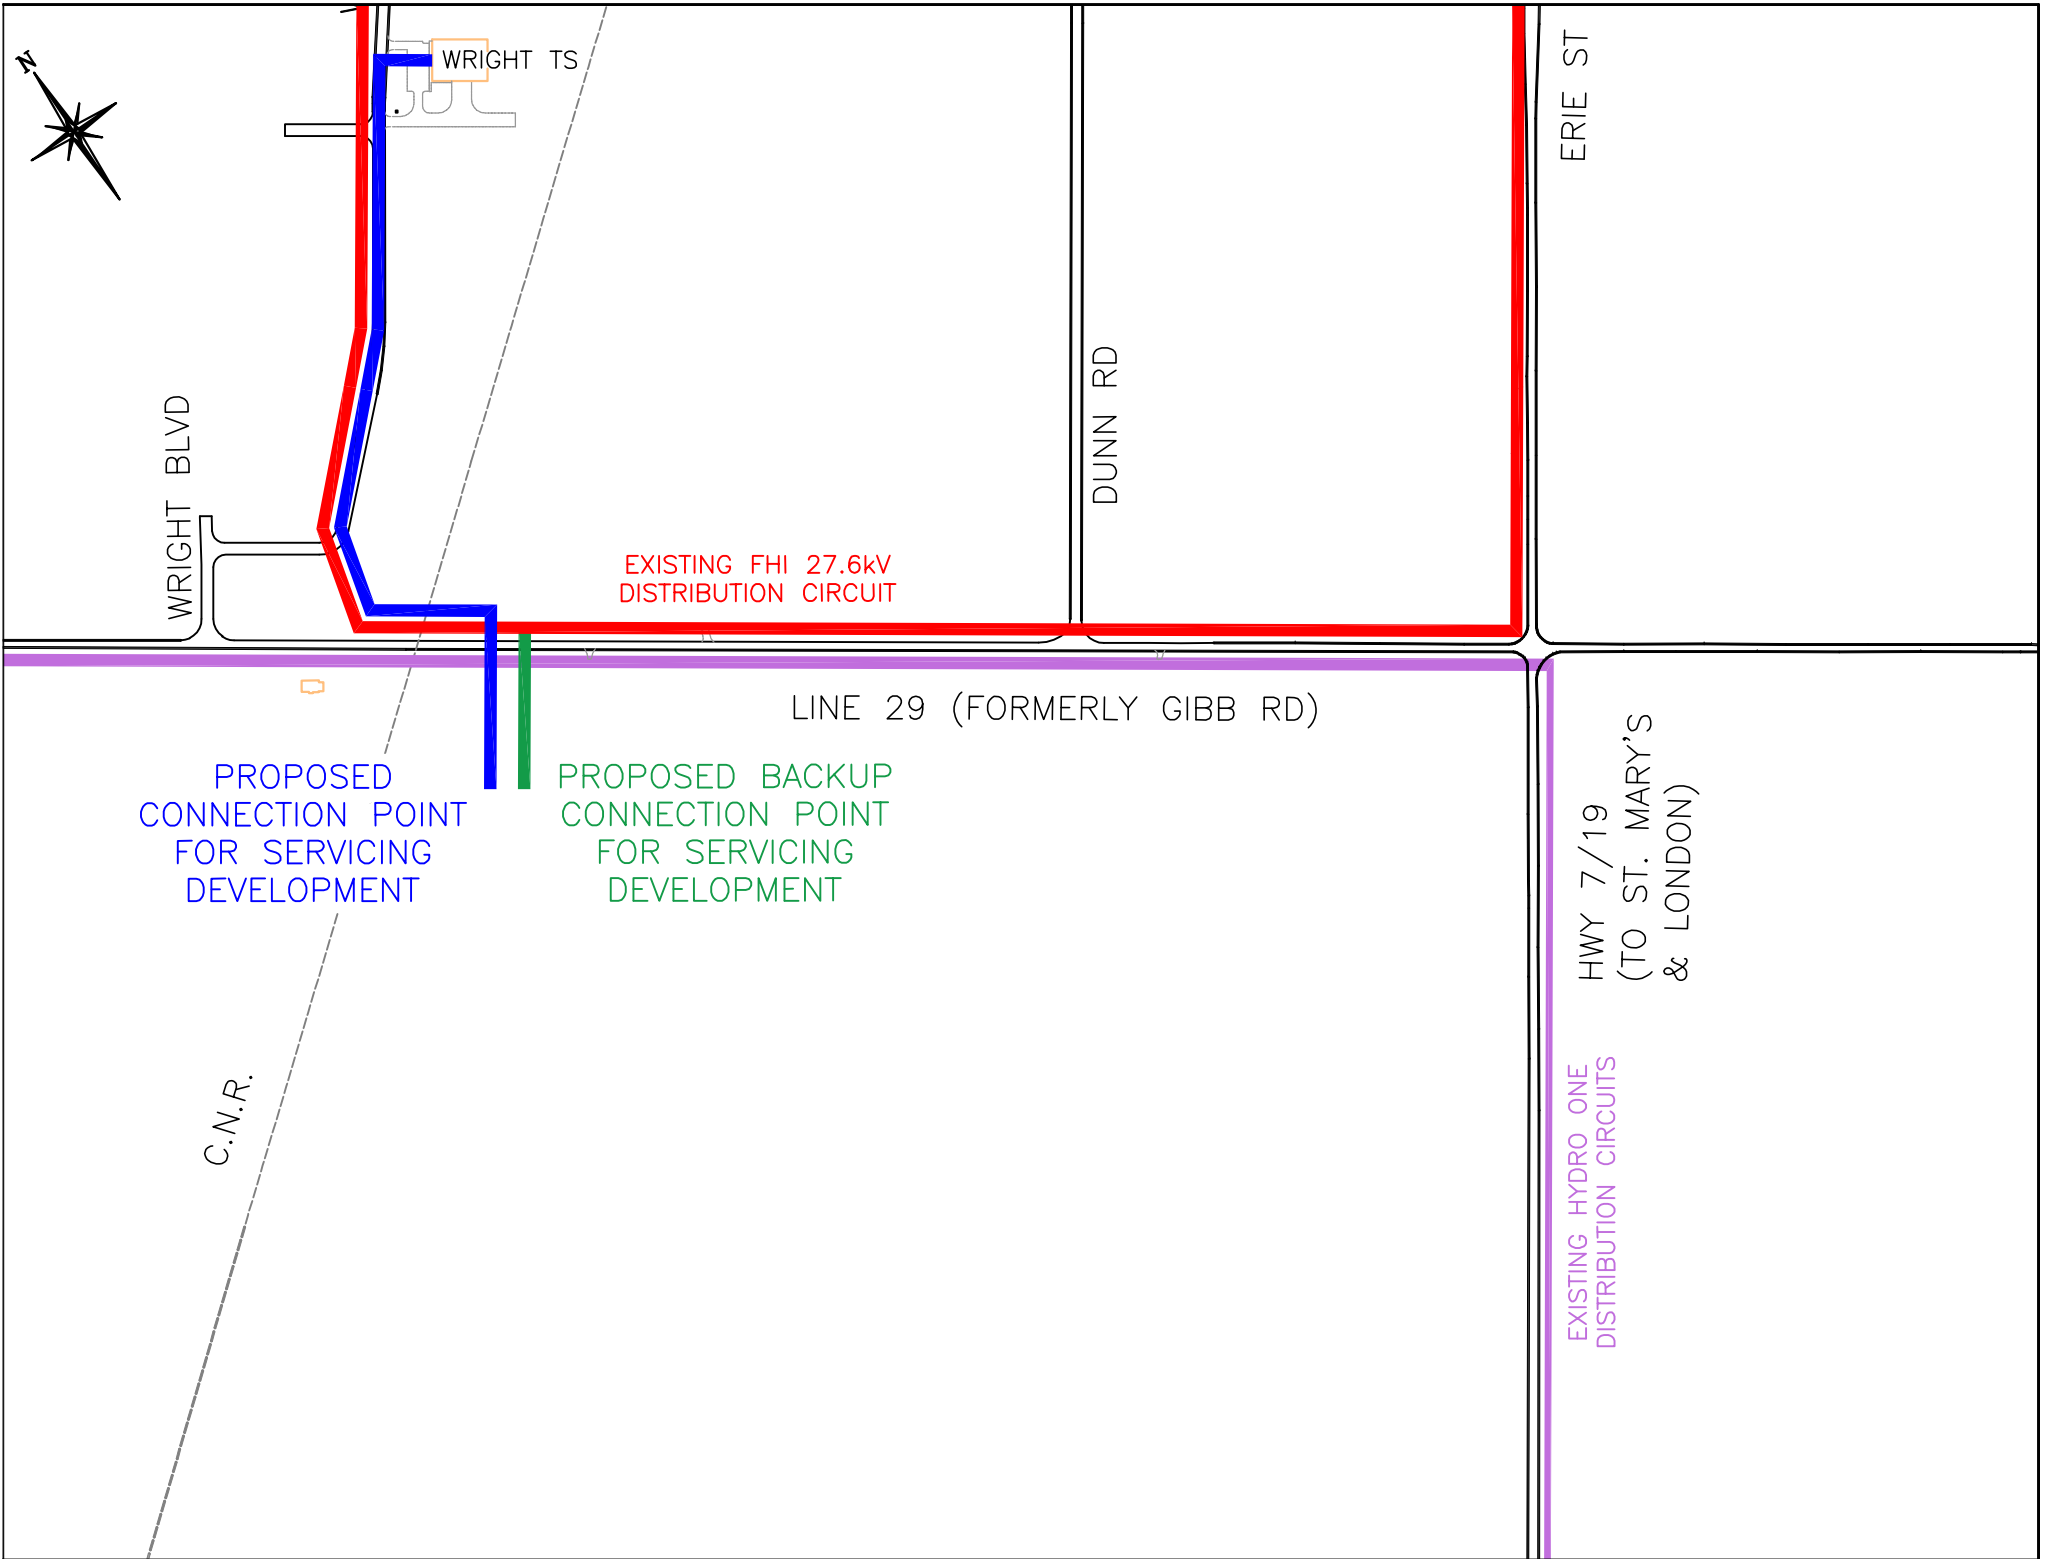 N
WRIGHT TS
ERIE ST
WRIGHT BLVD
DUNN RD
EXISTING FHI 27.6kV
DISTRIBUTION CIRCUIT
LINE 29 (FORMERLY GIBB RD)
PROPOSED
CONNECTION POINT
FOR SERVICING
DEVELOPMENT
PROPOSED BACKUP
CONNECTION POINT
FOR SERVICING
DEVELOPMENT
HWY 7/19
(TO ST. MARY'S
& LONDON)
C.N.R.
EXISTING HYDRO ONE
DISTRIBUTION CIRCUITS